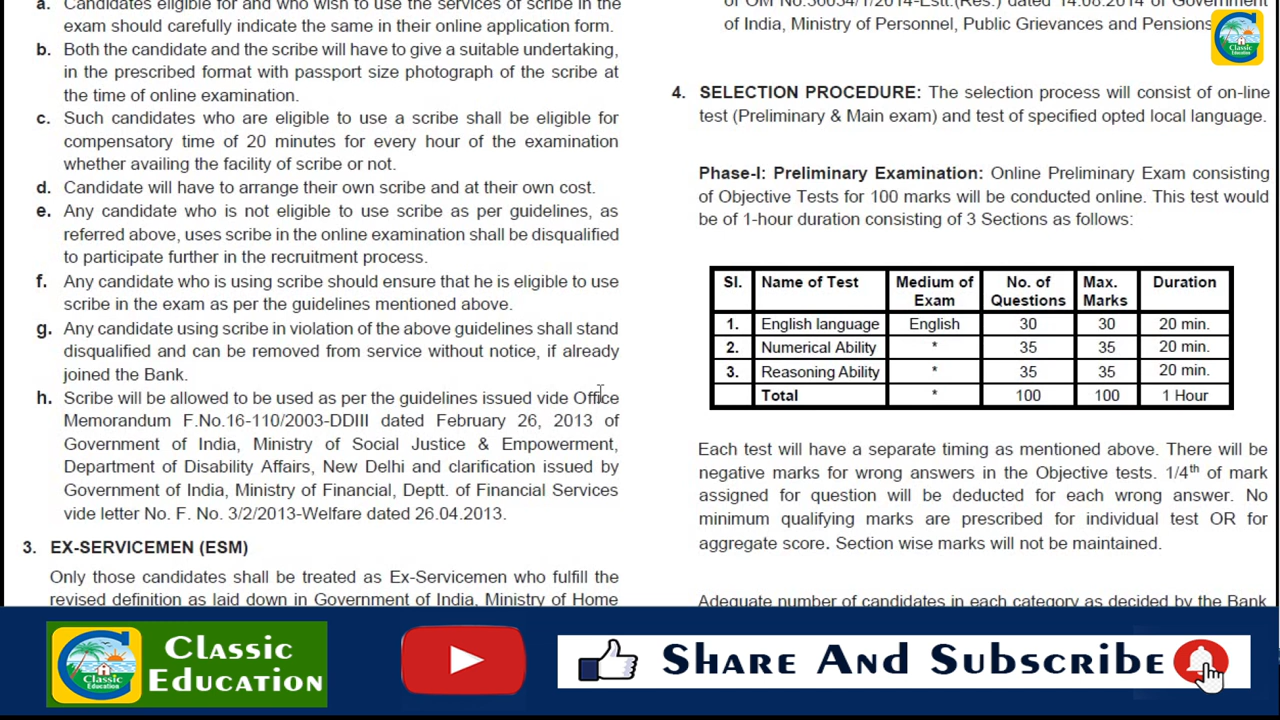 a. Candidates eligible for and who wish to use the services of scribe in the
exam should carefully indicate the same in their online application form.
b. Both the candidate and the scribe will have to give a suitable undertaking,
in the prescribed format with passport size photograph of the scribe at
the time of online examination.
c. Such candidates who are eligible to use a scribe shall be eligible for
compensatory time of 20 minutes for every hour of the examination
whether availing the facility of scribe or not.
d. Candidate will have to arrange their own scribe and at their own cost.
e. Any candidate who is not eligible to use scribe as per guidelines, as
referred above, uses scribe in the online examination shall be disqualified
to participate further in the recruitment process.
f. Any candidate who is using scribe should ensure that he is eligible to use
scribe in the exam as per the guidelines mentioned above.
g. Any candidate using scribe in violation of the above guidelines shall stand
disqualified and can be removed from service without notice, if already
joined the Bank.
h. Scribe will be allowed to be used as per the guidelines issued vide Office
Memorandum F.No.16-110/2003-DDIII dated February 26, 2013 of
Government of India, Ministry of Social Justice & Empowerment,
Department of Disability Affairs, New Delhi and clarification issued by
Government of India, Ministry of Financial, Deptt. of Financial Services
vide letter No. F. No. 3/2/2013-Welfare dated 26.04.2013.
3. EX-SERVICEMEN (ESM)
Only those candidates shall be treated as Ex-Servicemen who fulfill the
revised definition as laid down in Government of India, Ministry of Home
of OM No.36034/1/2014-Estt.(Res.) dated 14.08.2014 of Government
of India, Ministry of Personnel, Public Grievances and Pensions
Classic
Education
4. SELECTION PROCEDURE: The selection process will consist of on-line
test (Preliminary & Main exam) and test of specified opted local language.
Phase-I: Preliminary Examination: Online Preliminary Exam consisting
of Objective Tests for 100 marks will be conducted online. This test would
be of 1-hour duration consisting of 3 Sections as follows:
Sl. Name of Test Medium of Exam No. of Questions Max. Marks Duration
1. English language English 30 30 20 min.
2. Numerical Ability * 35 35 20 min.
3. Reasoning Ability * 35 35 20 min.
Total * 100 100 1 Hour
Each test will have a separate timing as mentioned above. There will be
negative marks for wrong answers in the Objective tests. 1/4th of mark
assigned for question will be deducted for each wrong answer. No
minimum qualifying marks are prescribed for individual test OR for
aggregate score. Section wise marks will not be maintained.
Adequate number of candidates in each category as decided by the Bank
Classic
Education
Classic
Education
Share And Subscribe